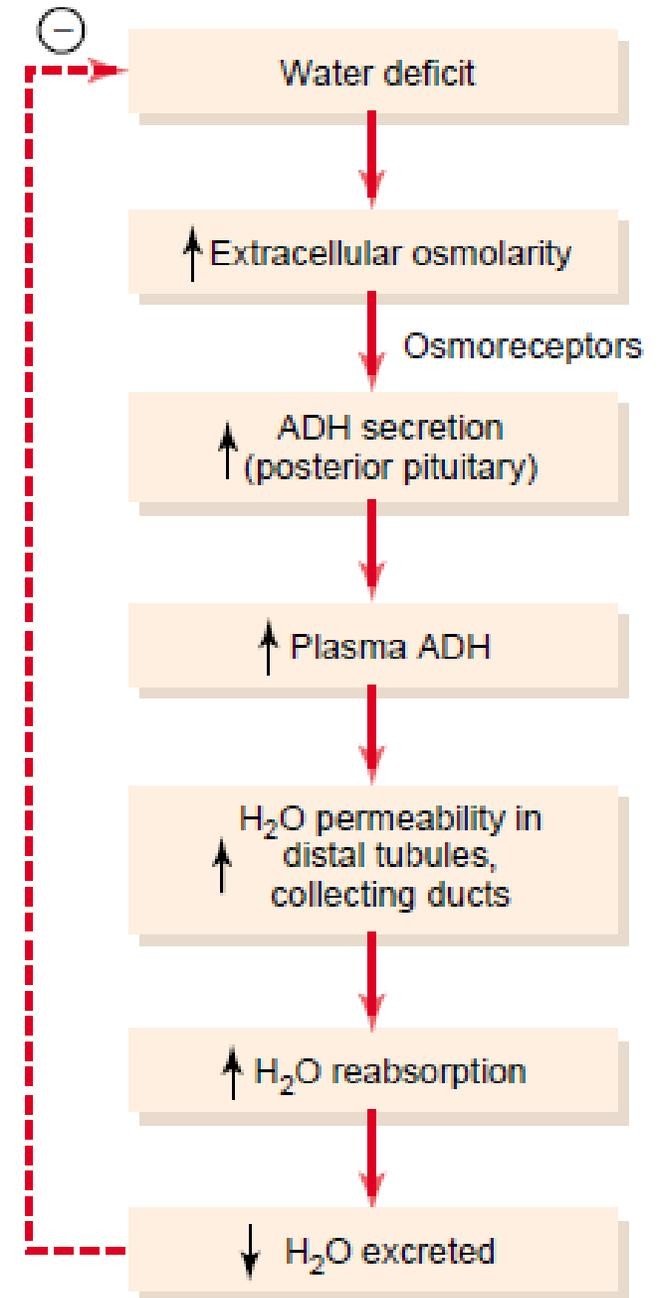 −
Water deficit
↑ Extracellular osmolarity
Osmoreceptors
ADH secretion
↑ (posterior pituitary)
↑ Plasma ADH
H₂O permeability in
↑ distal tubules,
collecting ducts
↑ H₂O reabsorption
↓ H₂O excreted